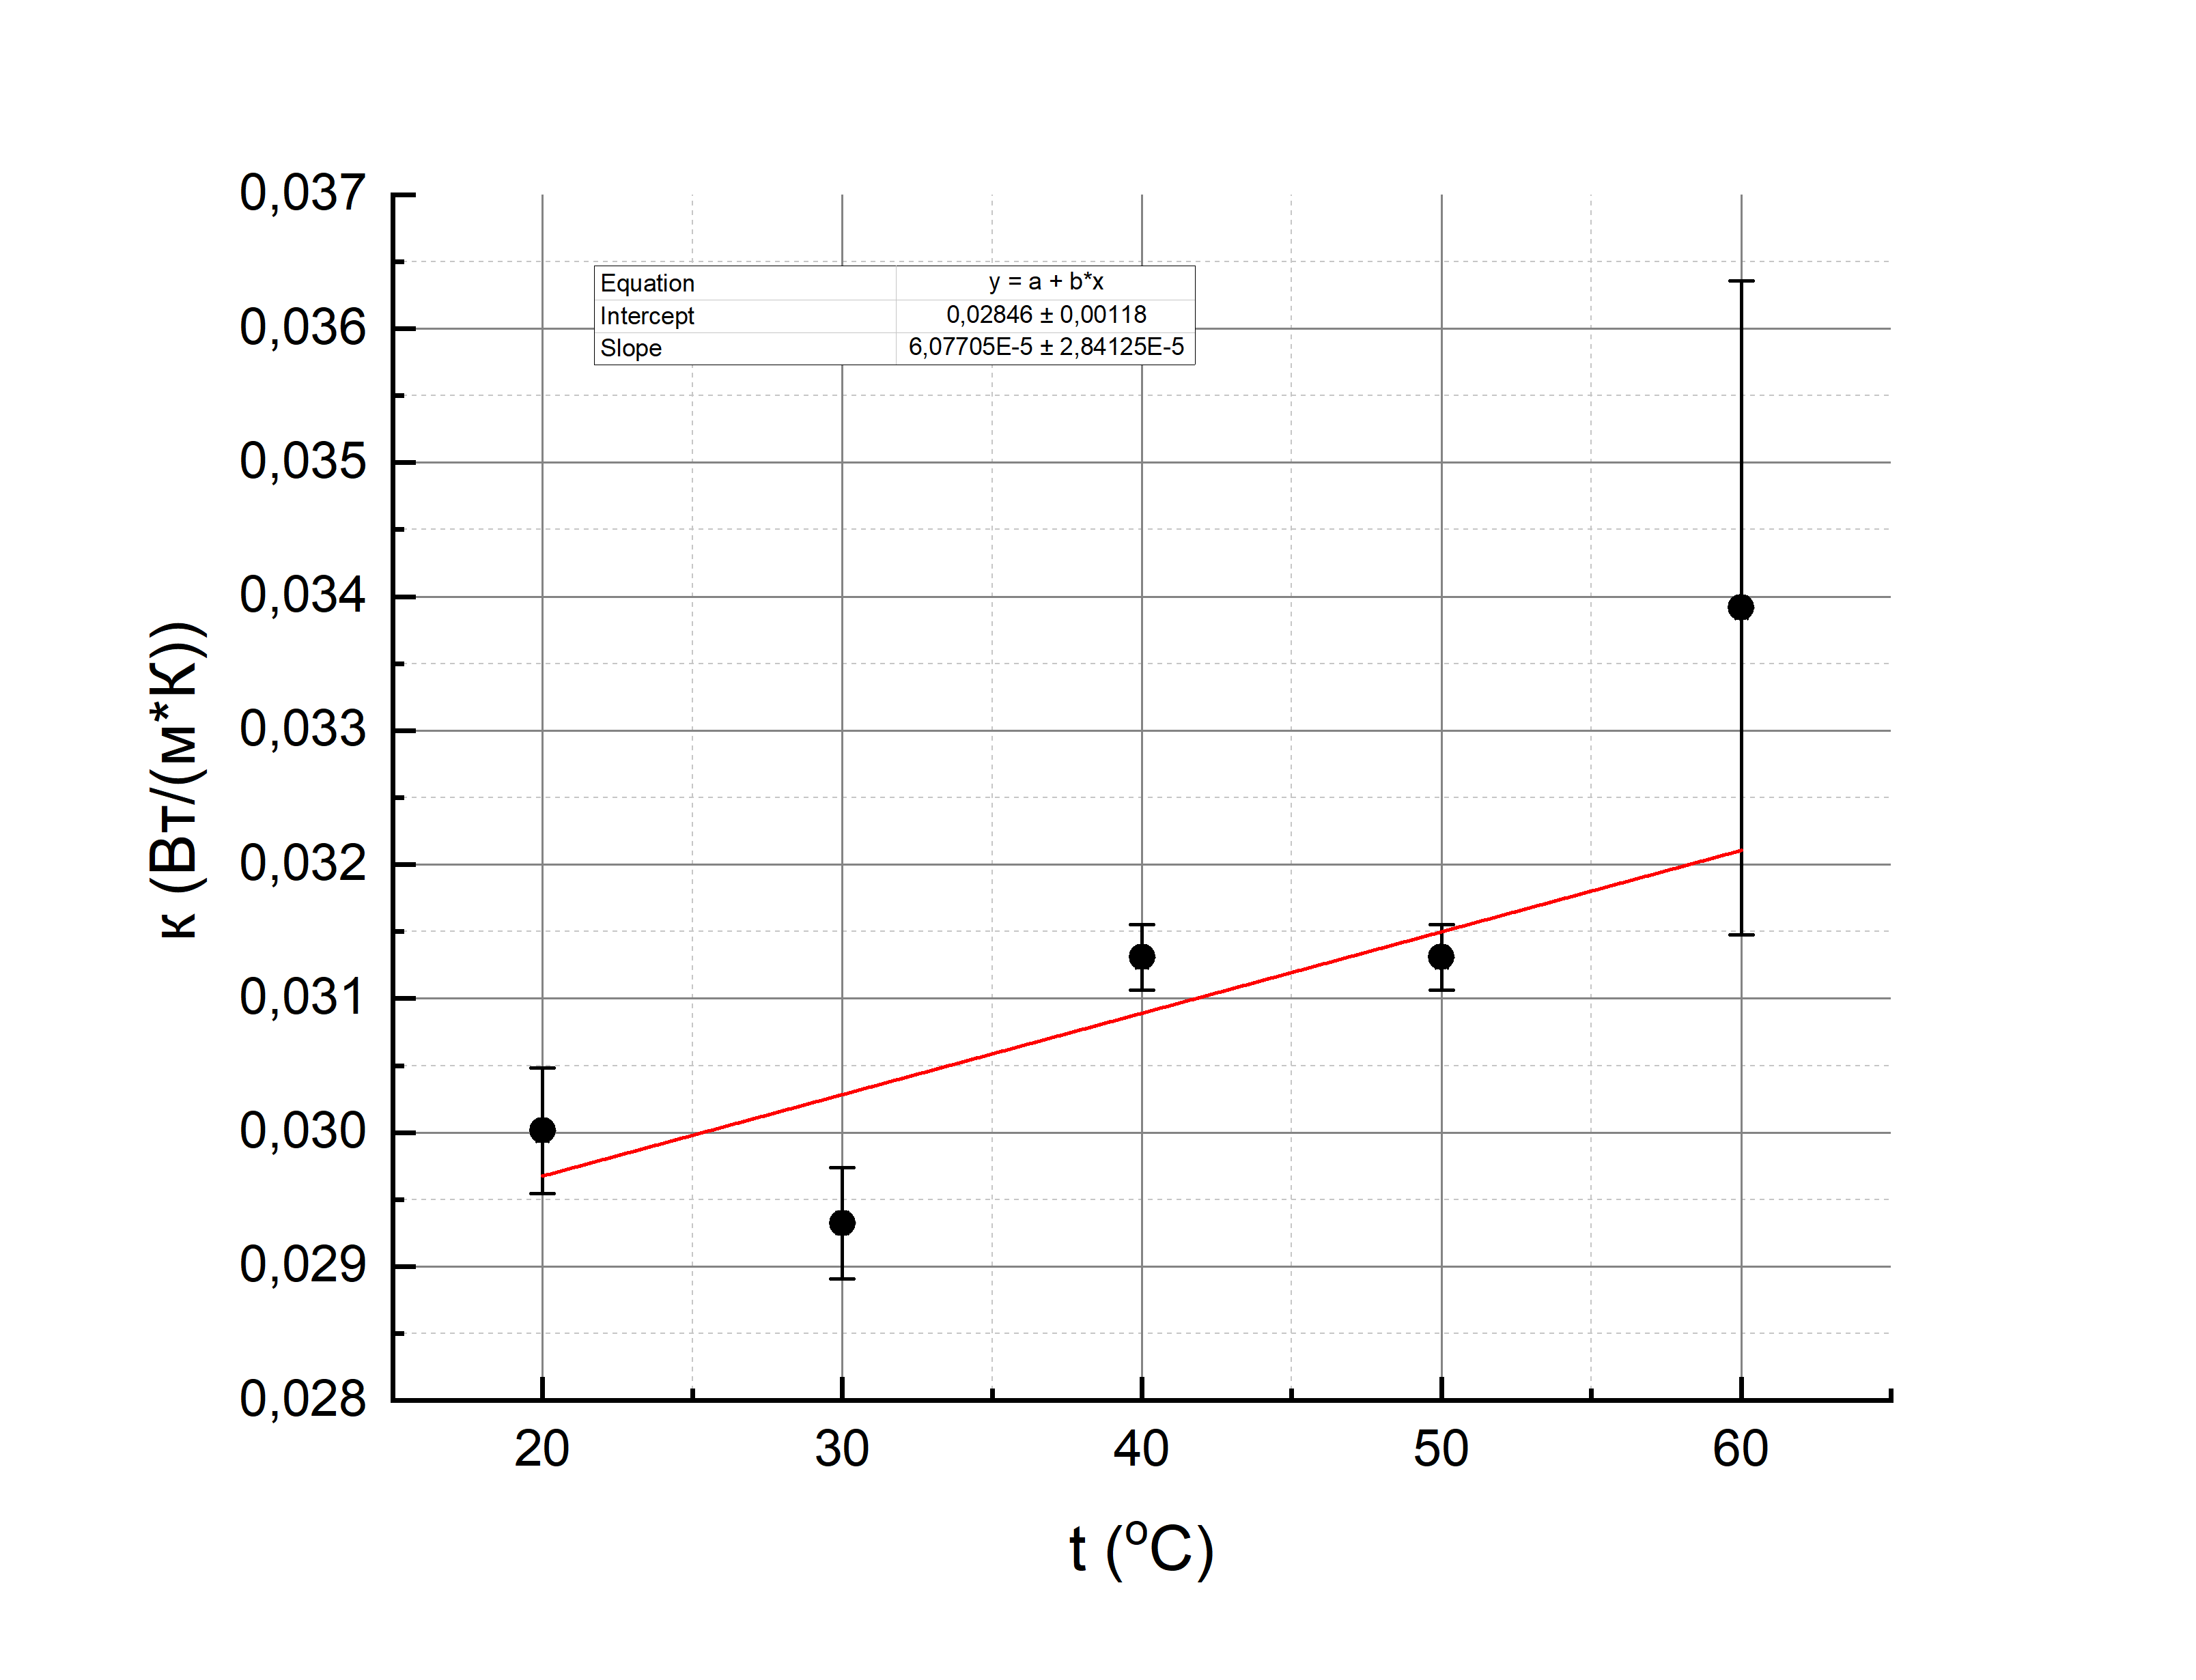 0,037
0,036
0,035
0,034
0,033
0,032
0,031
0,030
0,029
0,028
к (Вт/(м*К))
Equation y = a + b*x
Intercept 0,02846 ± 0,00118
Slope 6,07705E-5 ± 2,84125E-5
20 30 40 50 60
t (°C)